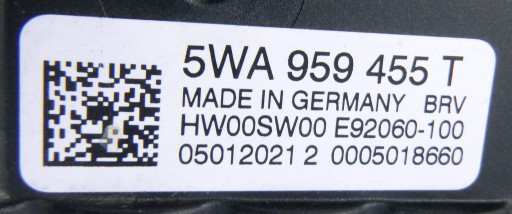 5WA 959 455 T
MADE IN GERMANY BRV
HW00SW00 E92060-100
05012021 2 0005018660